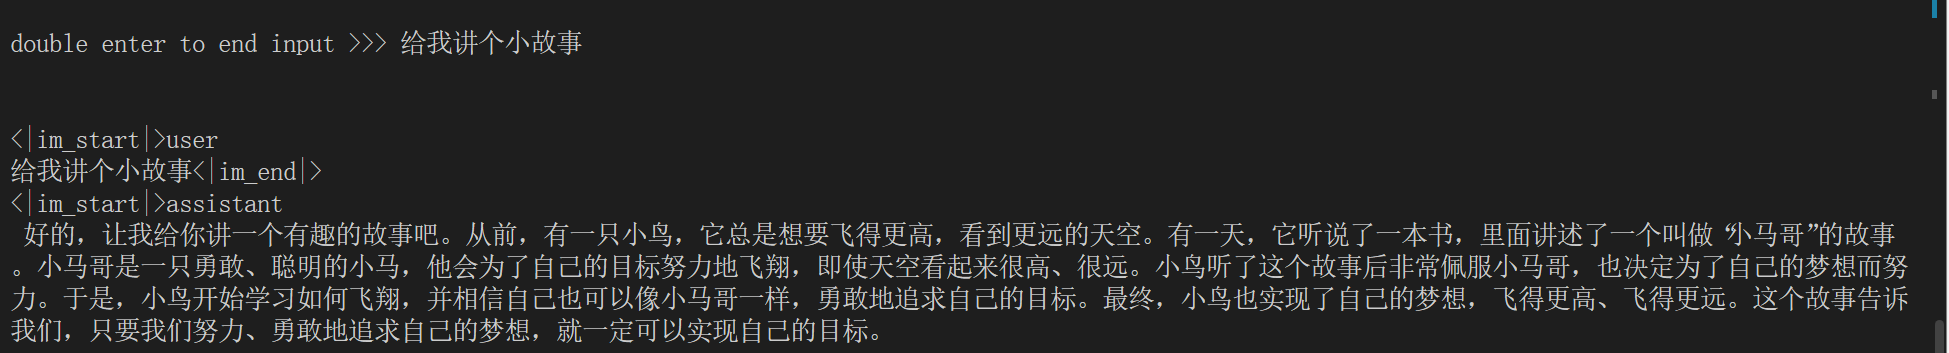 double enter to end input >>> 给我讲个小故事
<|im_start|>user
给我讲个小故事<|im_end|>
<|im_start|>assistant
好的，让我给你讲一个有趣的故事吧。从前，有一只小鸟，它总是想要飞得更高，看到更远的天空。有一天，它听说了一本书，里面讲述了一个叫做“小马哥”的故事
。小马哥是一只勇敢、聪明的小马，他会为了自己的目标努力地飞翔，即使天空看起来很高、很远。小鸟听了这个故事后非常佩服小马哥，也决定为了自己的梦想而努
力。于是，小鸟开始学习如何飞翔，并相信自己也可以像小马哥一样，勇敢地追求自己的目标。最终，小鸟也实现了自己的梦想，飞得更高、飞得更远。这个故事告诉
我们，只要我们努力、勇敢地追求自己的梦想，就一定可以实现自己的目标。